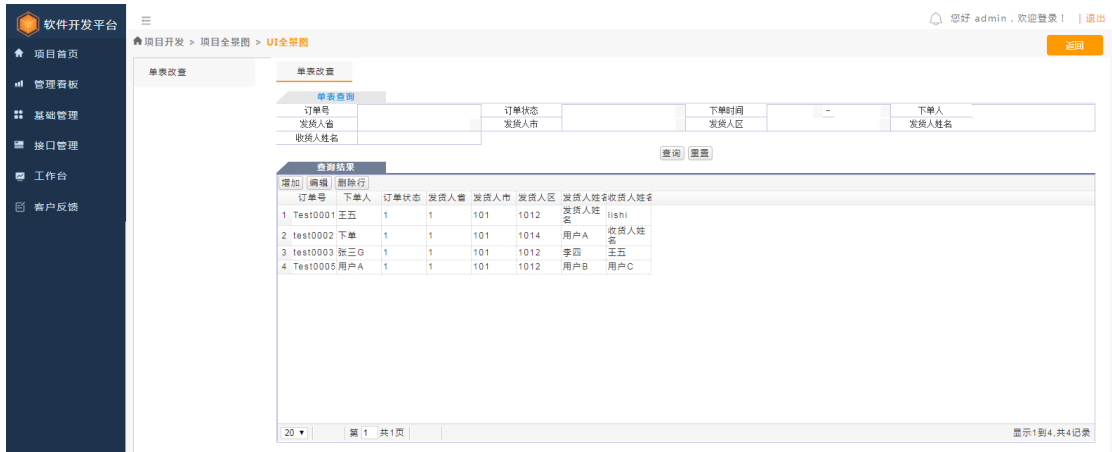 软件开发平台
您好 admin，欢迎登录！ | 退出
项目开发 > 项目全景图 > UI全景图
返回
项目首页
管理看板
基础管理
接口管理
工作台
客户反馈
单表改查
单表改查
单表查询
订单号 订单状态 下单时间 – 下单人
发货人省 发货人市 发货人区 发货人姓名
收货人姓名
查询 重置
查询结果
增加 编辑 删除行
订单号 下单人 订单状态 发货人省 发货人市 发货人区 发货人姓名 收货人姓名
1 Test0001 王五 1 1 101 1012 发货人姓名 lishi
2 test0002 下单 1 1 101 1014 用户A 收货人姓名
3 test0003 张三G 1 1 101 1012 李四 王五
4 Test0005 用户A 1 1 101 1012 用户B 用户C
20 第 1 共1页
显示1到4,共4记录